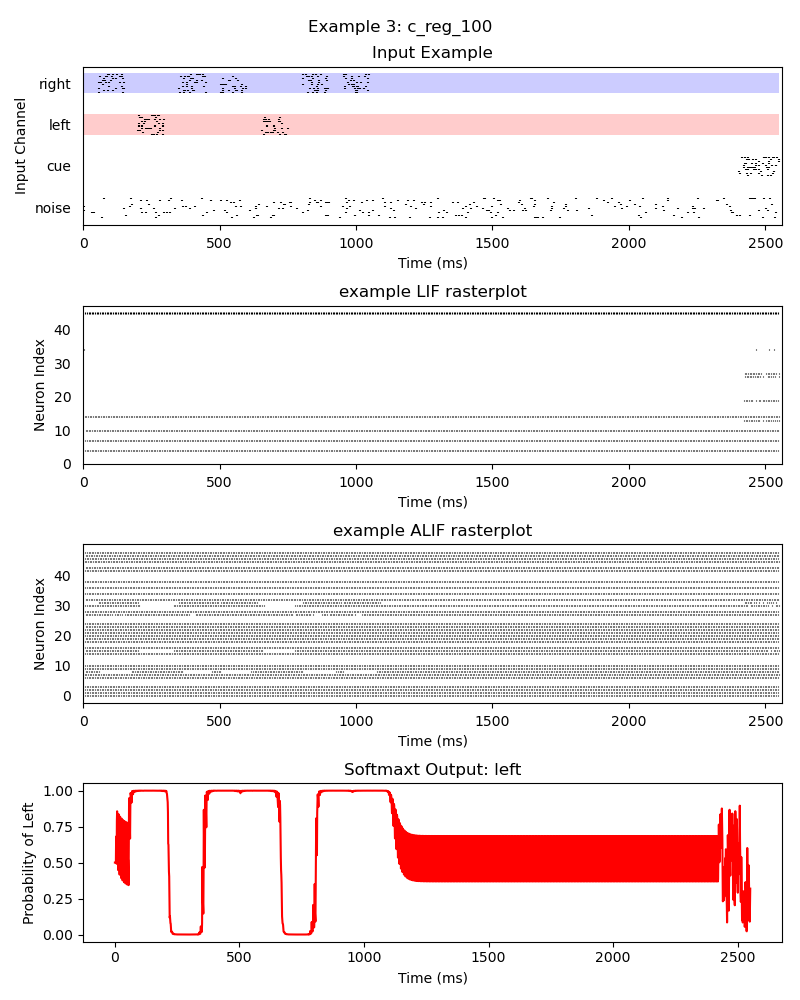 Example 3: c_reg_100
Input Example
Input Channel
right
left
cue
noise
0 500 1000 1500 2000 2500
Time (ms)
example LIF rasterplot
Neuron Index
40
30
20
10
0
0 500 1000 1500 2000 2500
Time (ms)
example ALIF rasterplot
Neuron Index
40
30
20
10
0
0 500 1000 1500 2000 2500
Time (ms)
Softmaxt Output: left
Probability of Left
1.00
0.75
0.50
0.25
0.00
0 500 1000 1500 2000 2500
Time (ms)